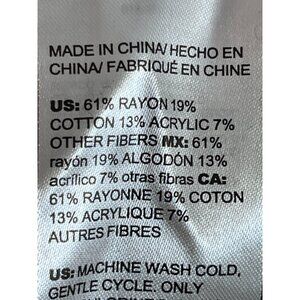 MADE IN CHINA/ HECHO EN
CHINA/ FABRIQUÉ EN CHINE
US: 61% RAYON 19%
COTTON 13% ACRYLIC 7%
OTHER FIBERS MX: 61%
rayón 19% ALGODÓN 13%
acrílico 7% otras fibras CA:
61% RAYONNE 19% COTON
13% ACRYLIQUE 7%
AUTRES FIBRES
US: MACHINE WASH COLD,
GENTLE CYCLE. ONLY